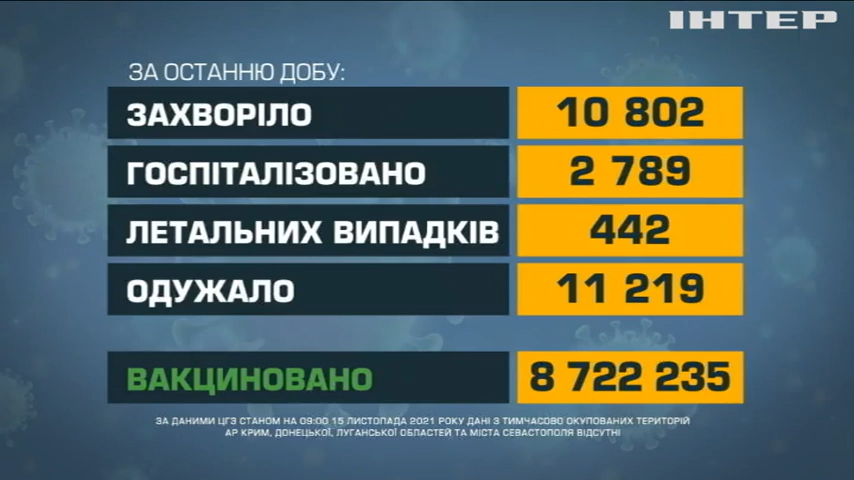 ІНТЕР
ЗА ОСТАННЮ ДОБУ:
ЗАХВОРІЛО 10 802
ГОСПІТАЛІЗОВАНО 2 789
ЛЕТАЛЬНИХ ВИПАДКІВ 442
ОДУЖАЛО 11 219
ВАКЦИНОВАНО 8 722 235
ЗА ДАНИМИ ЦГЗ СТАНОМ НА 09:00 15 ЛИСТОПАДА 2021 РОКУ ДАНІ З ТИМЧАСОВО ОКУПОВАНИХ ТЕРИТОРІЙ
АР КРИМ, ДОНЕЦЬКОЇ, ЛУГАНСЬКОЇ ОБЛАСТЕЙ ТА МІСТА СЕВАСТОПОЛЯ ВІДСУТНІ